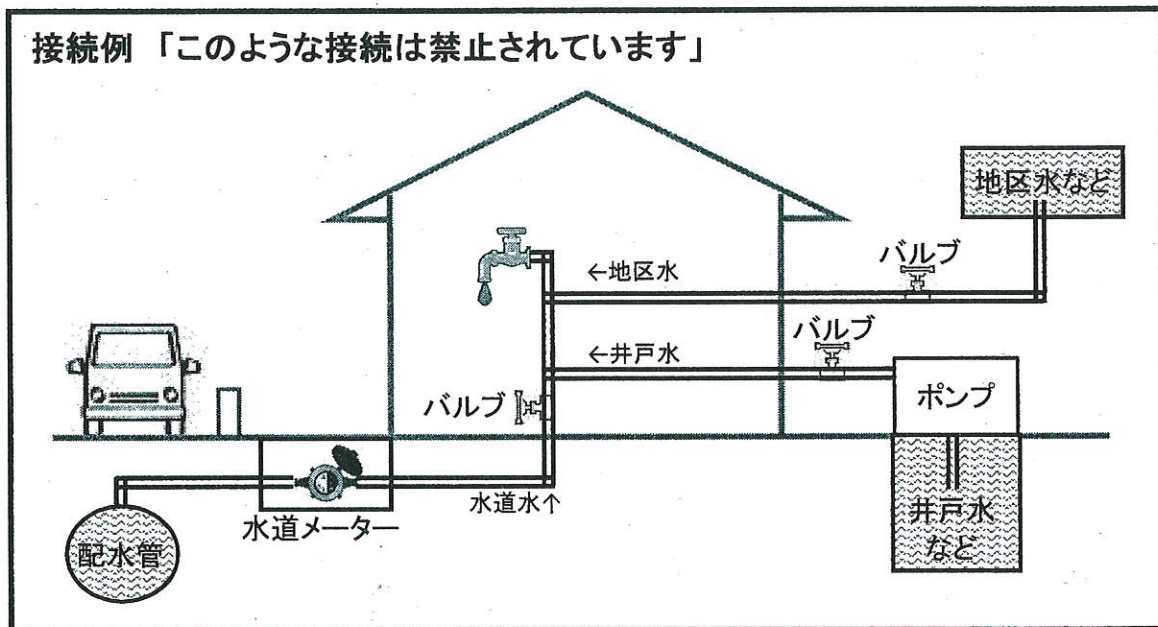 接続例 「このような接続は禁止されています」
地区水など
バルブ
←地区水
バルブ
←井戸水
バルブ
ポンプ
水道水↑
水道メーター
配水管
井戸水
など